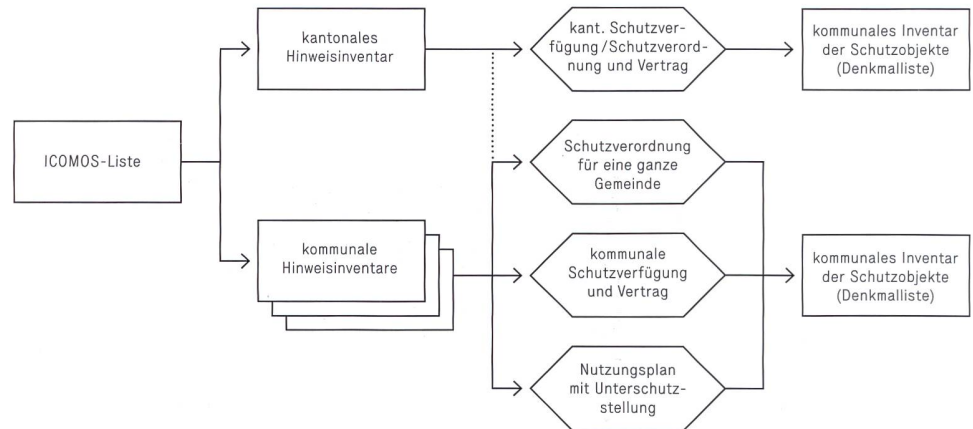 kantonales
Hinweisinventar
kant. Schutzver-
fügung/Schutzverord-
nung und Vertrag
kommunales Inventar
der Schutzobjekte
(Denkmalliste)
ICOMOS-Liste
Schutzverordnung
für eine ganze
Gemeinde
kommunale
Hinweisinventare
kommunale
Schutzverfügung
und Vertrag
kommunales Inventar
der Schutzobjekte
(Denkmalliste)
Nutzungsplan
mit Unterschutz-
stellung